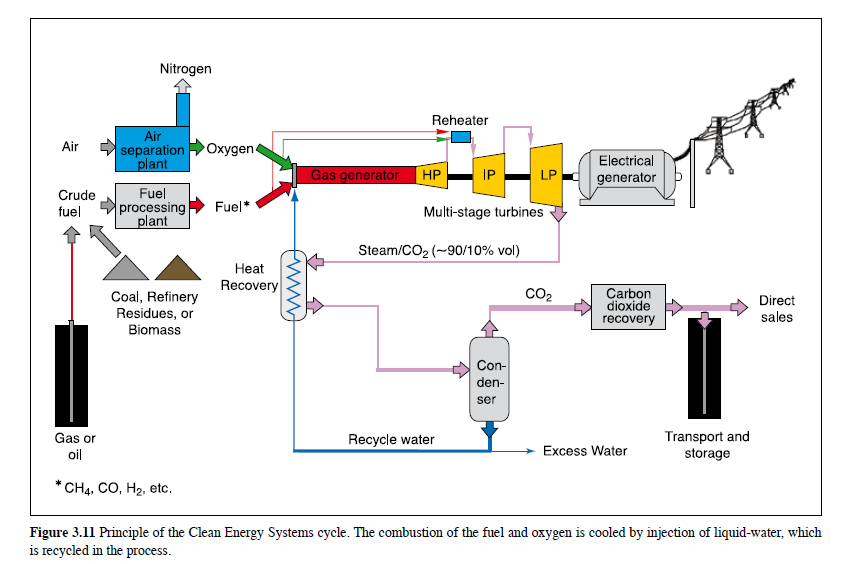 Nitrogen
Reheater
Air
Air
separation
plant
Oxygen
Gas generator
HP
IP
LP
Electrical
generator
Crude
fuel
Fuel
processing
plant
Fuel*
Multi-stage turbines
Steam/CO₂ (~90/10% vol)
Heat
Recovery
Coal, Refinery
Residues, or
Biomass
CO₂
Carbon
dioxide
recovery
Direct
sales
Con-
den-
ser
Gas or
oil
Recycle water
Excess Water
Transport and
storage
* CH₄, CO, H₂, etc.
Figure 3.11 Principle of the Clean Energy Systems cycle. The combustion of the fuel and oxygen is cooled by injection of liquid-water, which
is recycled in the process.